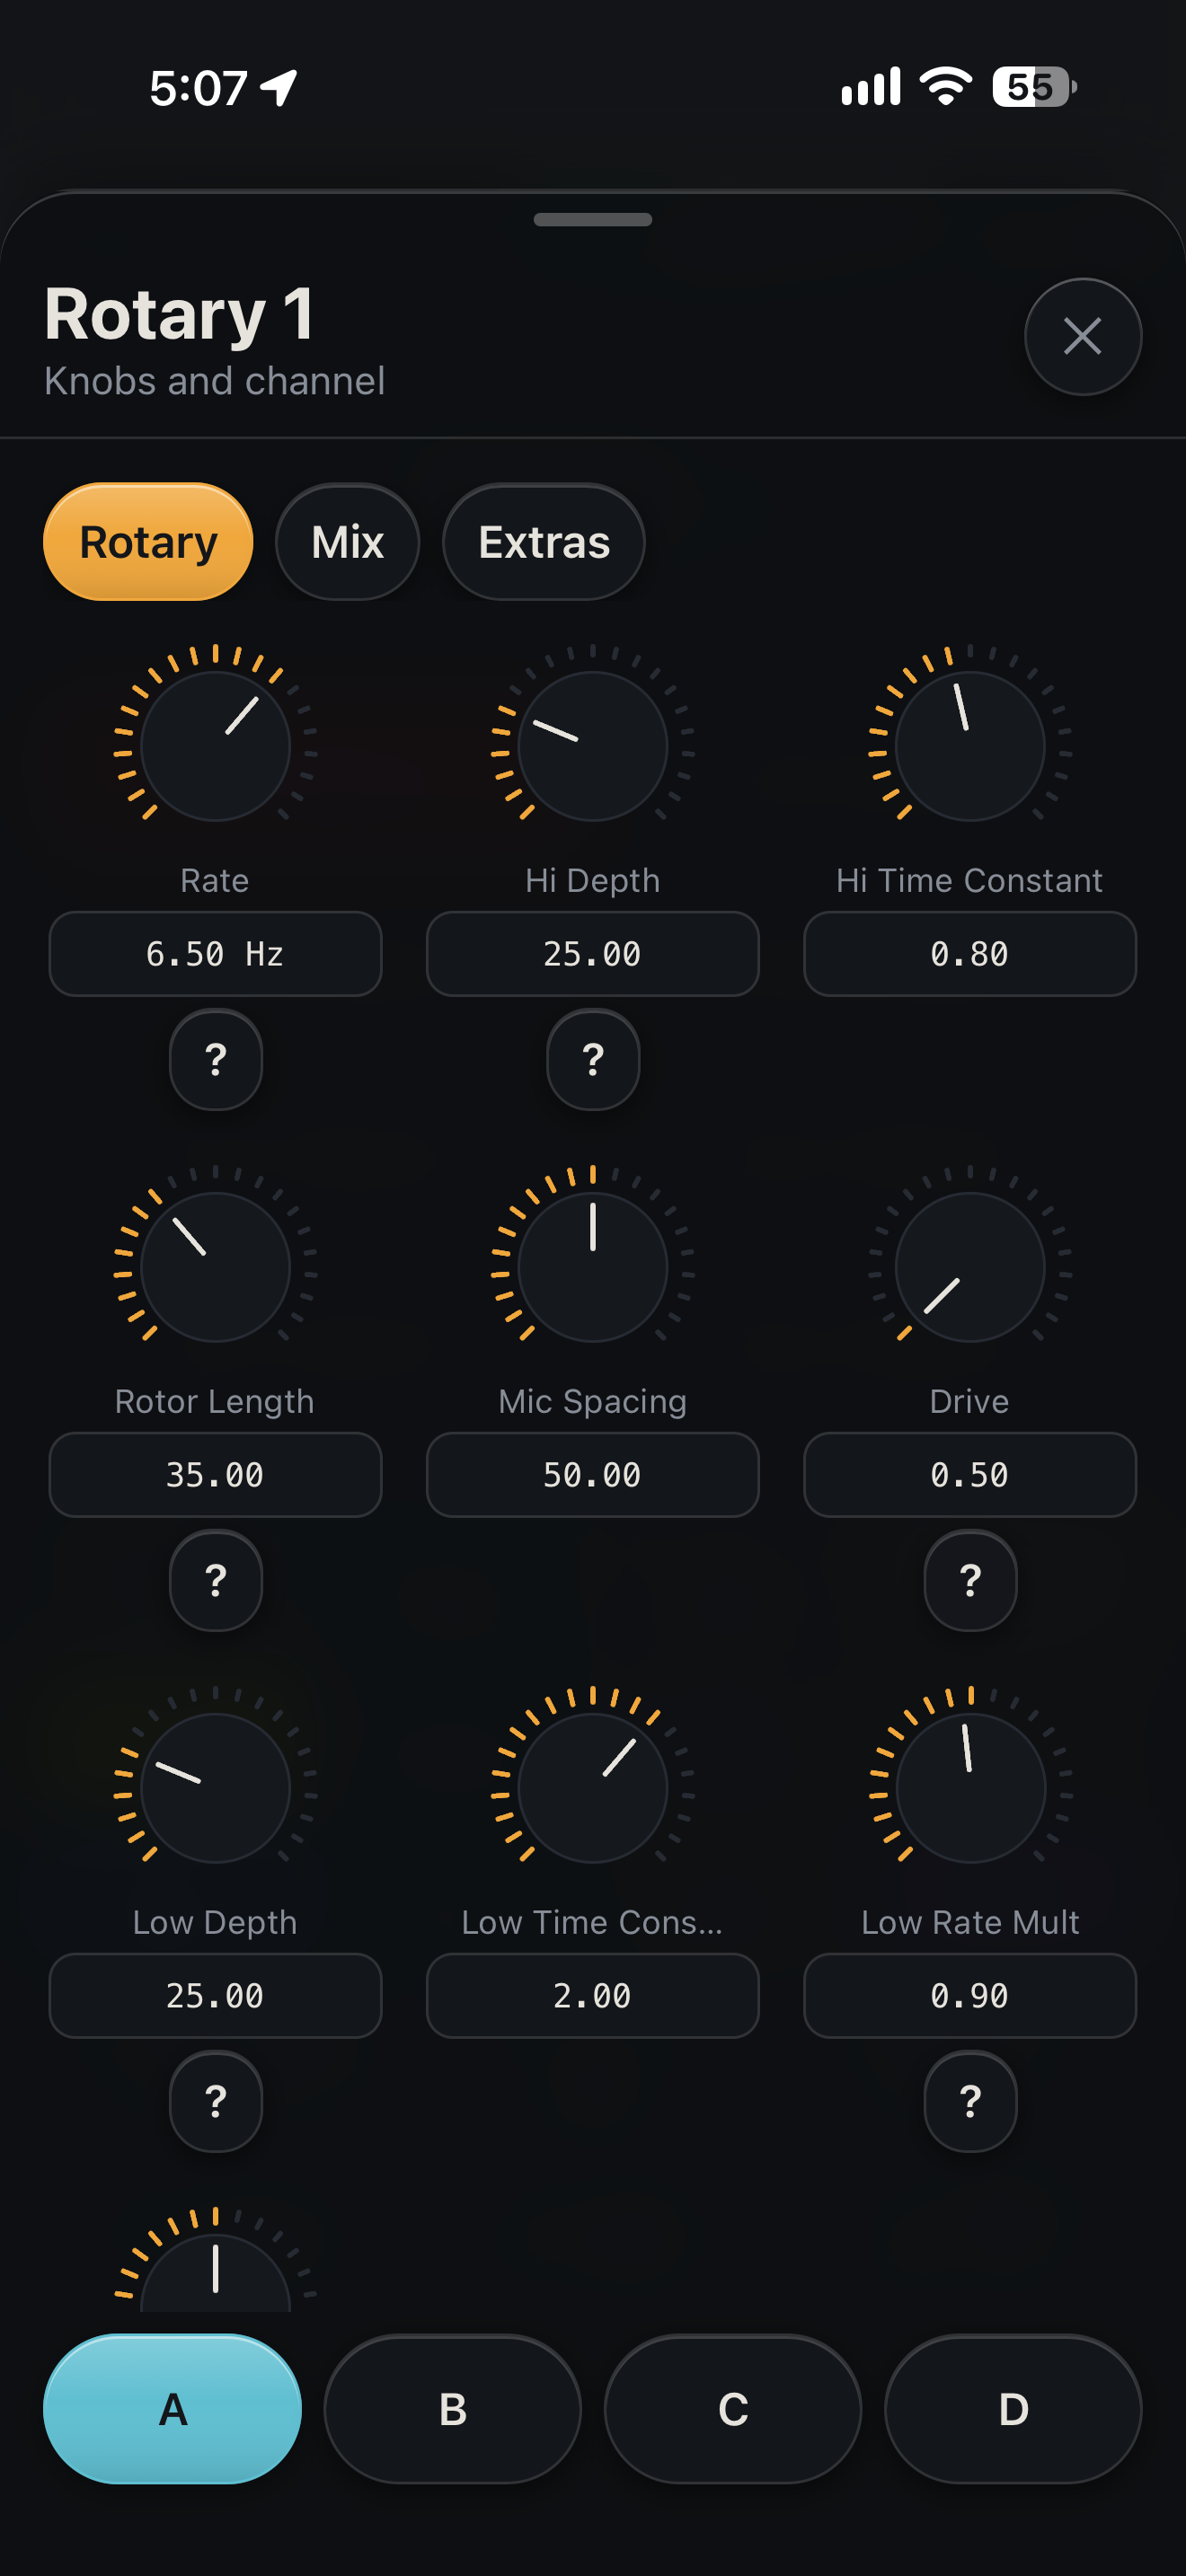 5:07
55
Rotary 1
Knobs and channel
Rotary Mix Extras
Rate Hi Depth Hi Time Constant
6.50 Hz 25.00 0.80
? ?
Rotor Length Mic Spacing Drive
35.00 50.00 0.50
? ?
Low Depth Low Time Cons... Low Rate Mult
25.00 2.00 0.90
? ?
A B C D